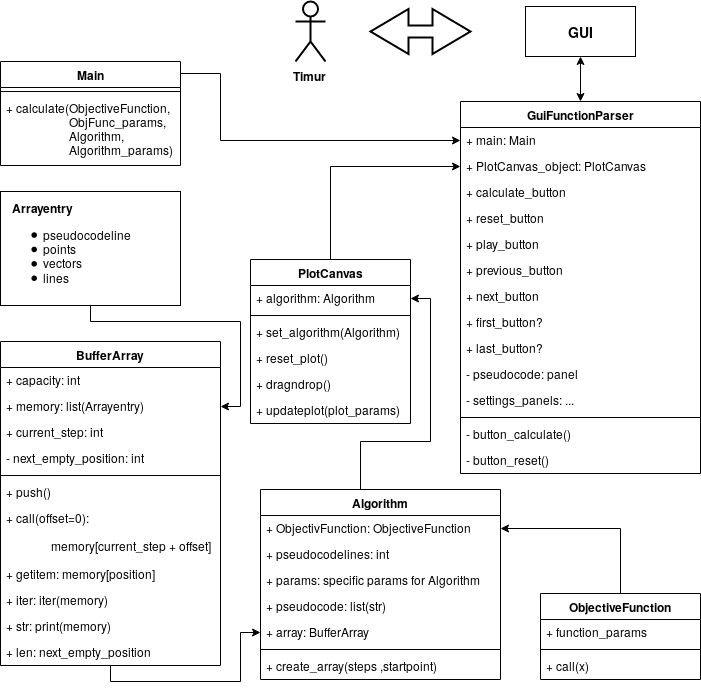 Timur
GUI
Main
+ calculate(ObjectiveFunction,
ObjFunc_params,
Algorithm,
Algorithm_params)
Arrayentry
● pseudocodeline
● points
● vectors
● lines
GuiFunctionParser
+ main: Main
+ PlotCanvas_object: PlotCanvas
+ calculate_button
+ reset_button
+ play_button
+ previous_button
+ next_button
+ first_button?
+ last_button?
- pseudocode: panel
- settings_panels: ...
- button_calculate()
- button_reset()
PlotCanvas
+ algorithm: Algorithm
+ set_algorithm(Algorithm)
+ reset_plot()
+ dragndrop()
+ updateplot(plot_params)
BufferArray
+ capacity: int
+ memory: list(Arrayentry)
+ current_step: int
- next_empty_position: int
+ push()
+ call(offset=0):
memory[current_step + offset]
+ getitem: memory[position]
+ iter: iter(memory)
+ str: print(memory)
+ len: next_empty_position
Algorithm
+ ObjectivFunction: ObjectiveFunction
+ pseudocodelines: int
+ params: specific params for Algorithm
+ pseudocode: list(str)
+ array: BufferArray
+ create_array(steps ,startpoint)
ObjectiveFunction
+ function_params
+ call(x)